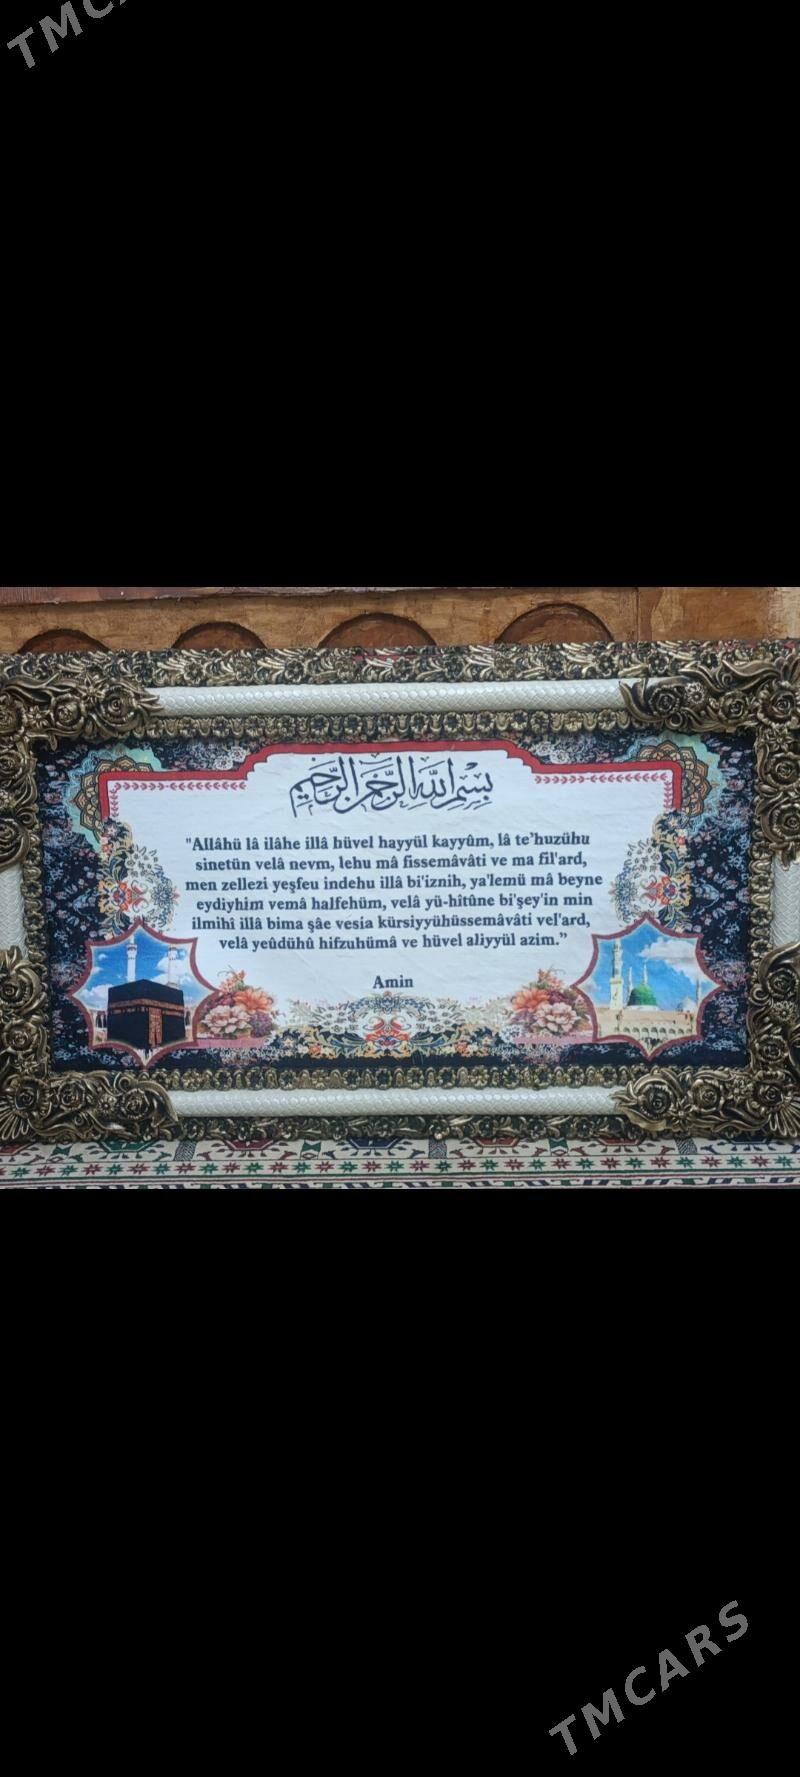 TMCARS
بسم الله الرحمن الرحيم
"Allâhü lâ ilâhe illâ hüvel hayyül kayyûm, lâ te’huzühu
sinetün velâ nevm, lehu mâ fissemâvâti ve ma fil'ard,
men zellezi yeşfeu indehu illâ bi'iznih, ya'lemü mâ beyne
eydiyhim vemâ halfehüm, velâ yü-hîtûne bi'şey'in min
ilmihî illâ bima şâe vesia kürsiyyühüssemâvâti vel'ard,
velâ yeûdühû hifzuhümâ ve hüvel aliyyül azim.”
Amin
TMCARS